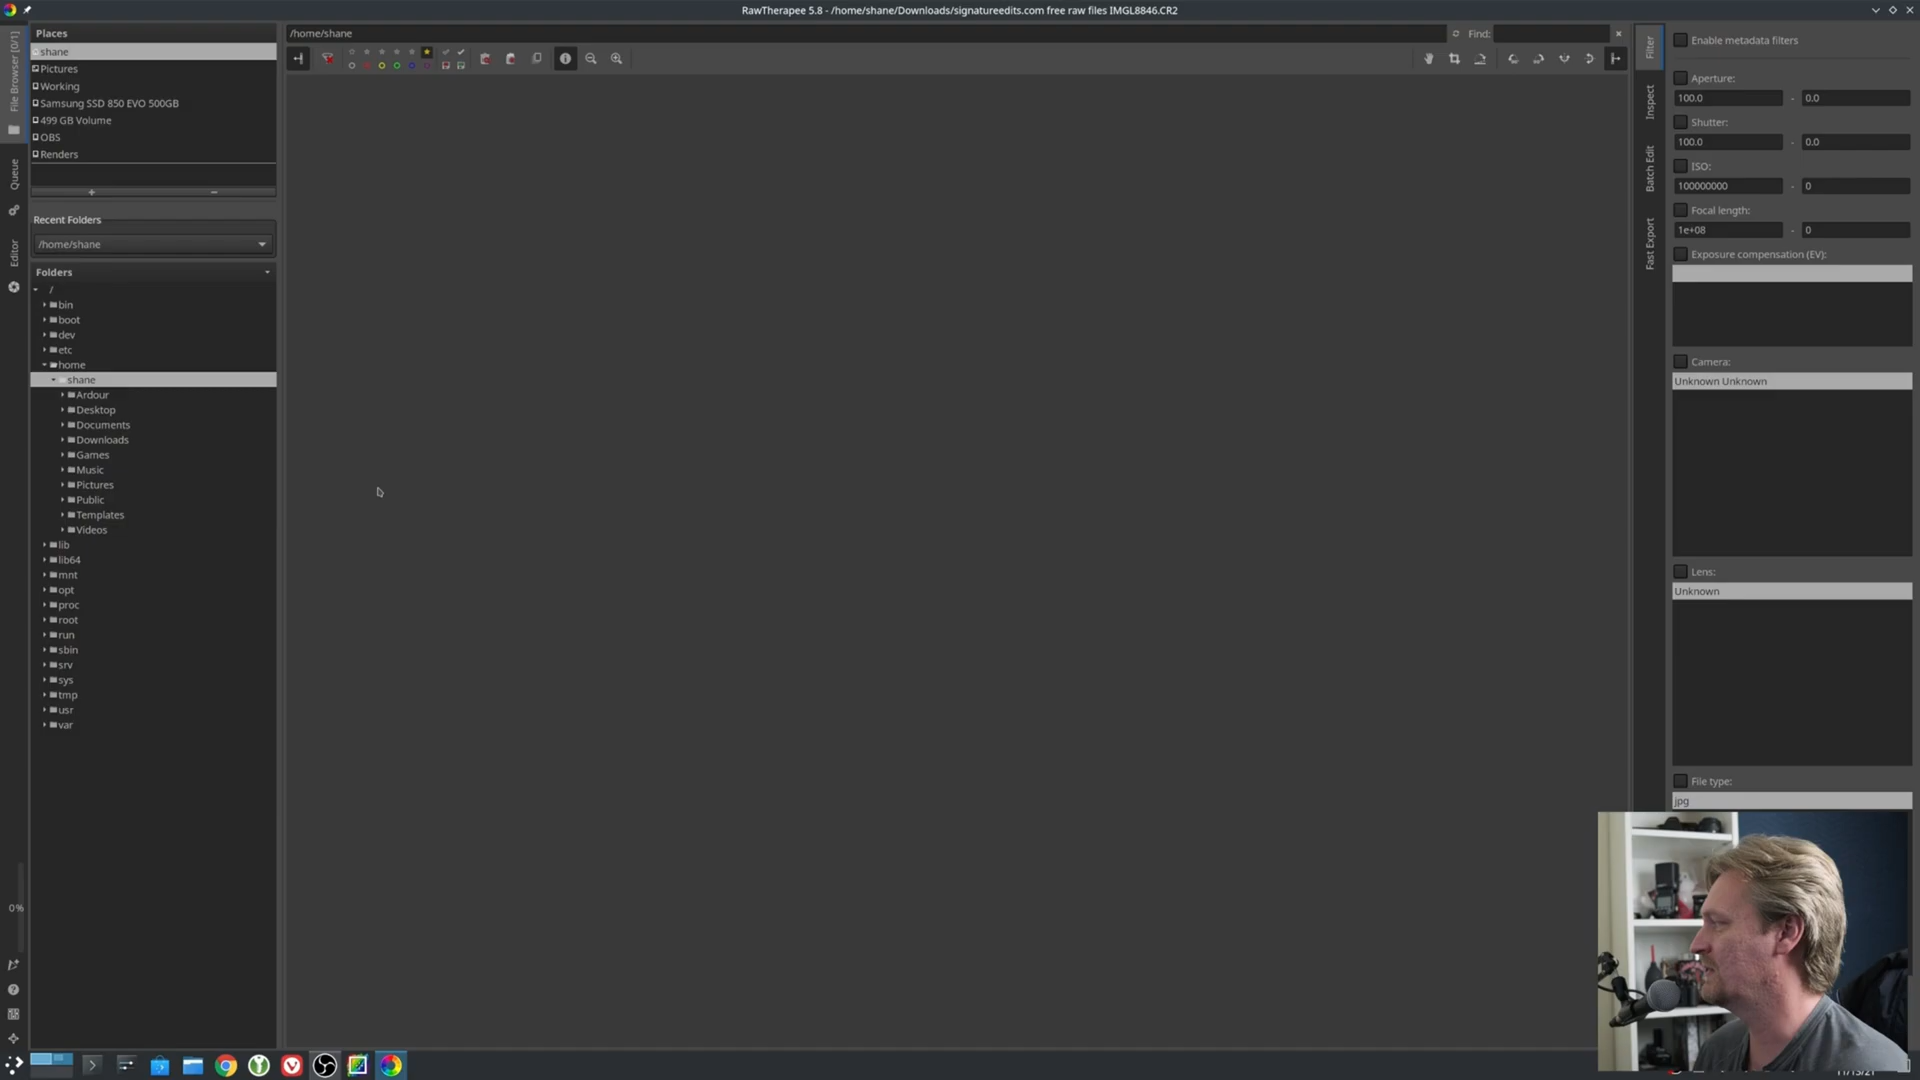 RawTherapee 5.8 - /home/shane/Downloads/signatureedits.com free raw files IMGL8846.CR2
File Browser [0/1]
Queue
Editor
0%
Places
shane
Pictures
Working
Samsung SSD 850 EVO 500GB
499 GB Volume
OBS
Renders
+ -
Recent Folders
/home/shane
Folders
/
bin
boot
dev
etc
home
shane
Ardour
Desktop
Documents
Downloads
Games
Music
Pictures
Public
Templates
Videos
lib
lib64
mnt
opt
proc
root
run
sbin
srv
sys
tmp
usr
var
/home/shane
Find:
Filter
Inspect
Batch Edit
Fast Export
Enable metadata filters
Aperture:
100.0 - 0.0
Shutter:
100.0 - 0.0
ISO:
100000000 - 0
Focal length:
1e+08 - 0
Exposure compensation (EV):
Camera:
Unknown Unknown
Lens:
Unknown
File type:
jpg